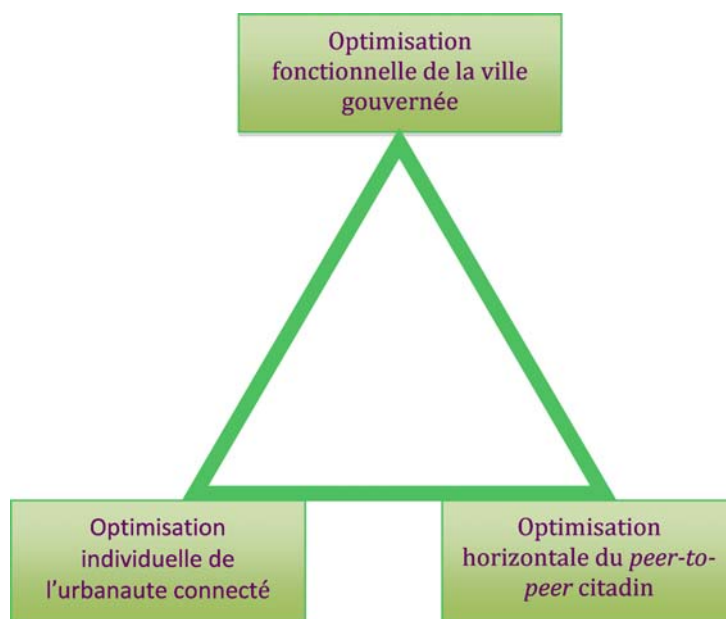 Optimisation
fonctionnelle de la ville
gouvernée
Optimisation
individuelle de
l'urbanaute connecté
Optimisation
horizontale du peer-to-
peer citadin